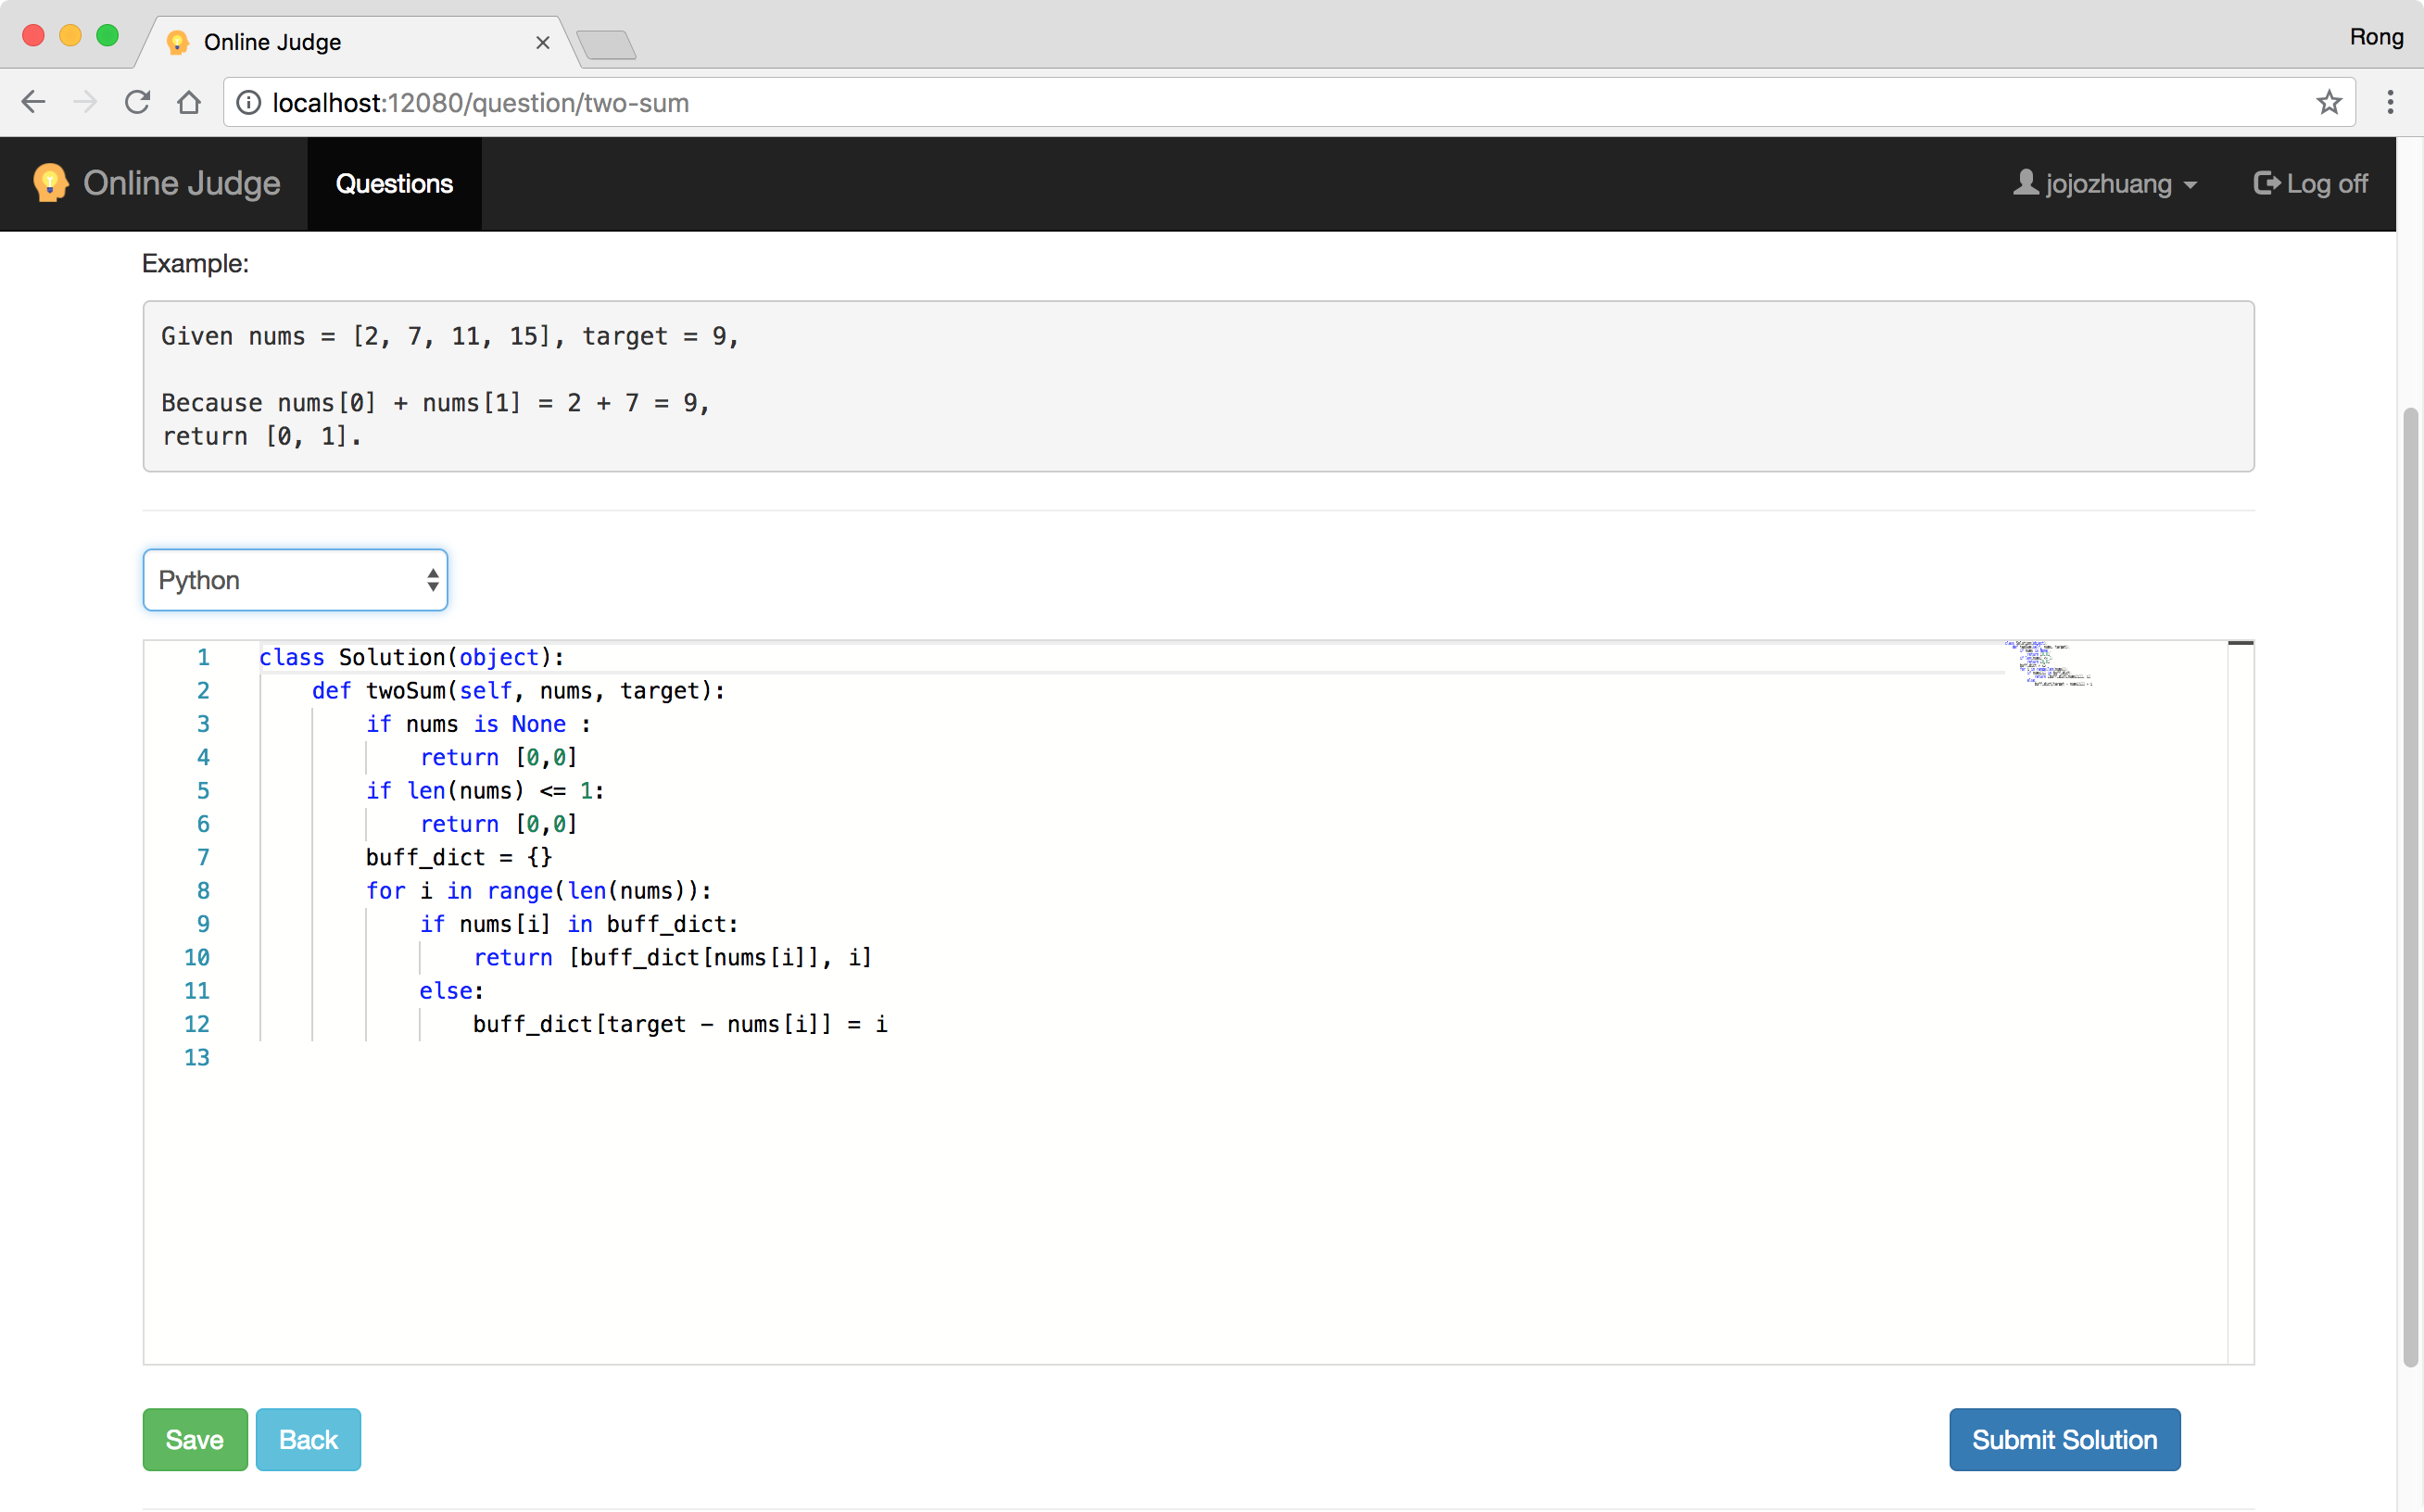 Online Judge
Rong
localhost:12080/question/two-sum
Online Judge
Questions
jojozhuang
Log off
Example:
Given nums = [2, 7, 11, 15], target = 9,
Because nums[0] + nums[1] = 2 + 7 = 9,
return [0, 1].
Python
1 class Solution(object):
2 def twoSum(self, nums, target):
3 if nums is None :
4 return [0,0]
5 if len(nums) <= 1:
6 return [0,0]
7 buff_dict = {}
8 for i in range(len(nums)):
9 if nums[i] in buff_dict:
10 return [buff_dict[nums[i]], i]
11 else:
12 buff_dict[target - nums[i]] = i
13
Save
Back
Submit Solution